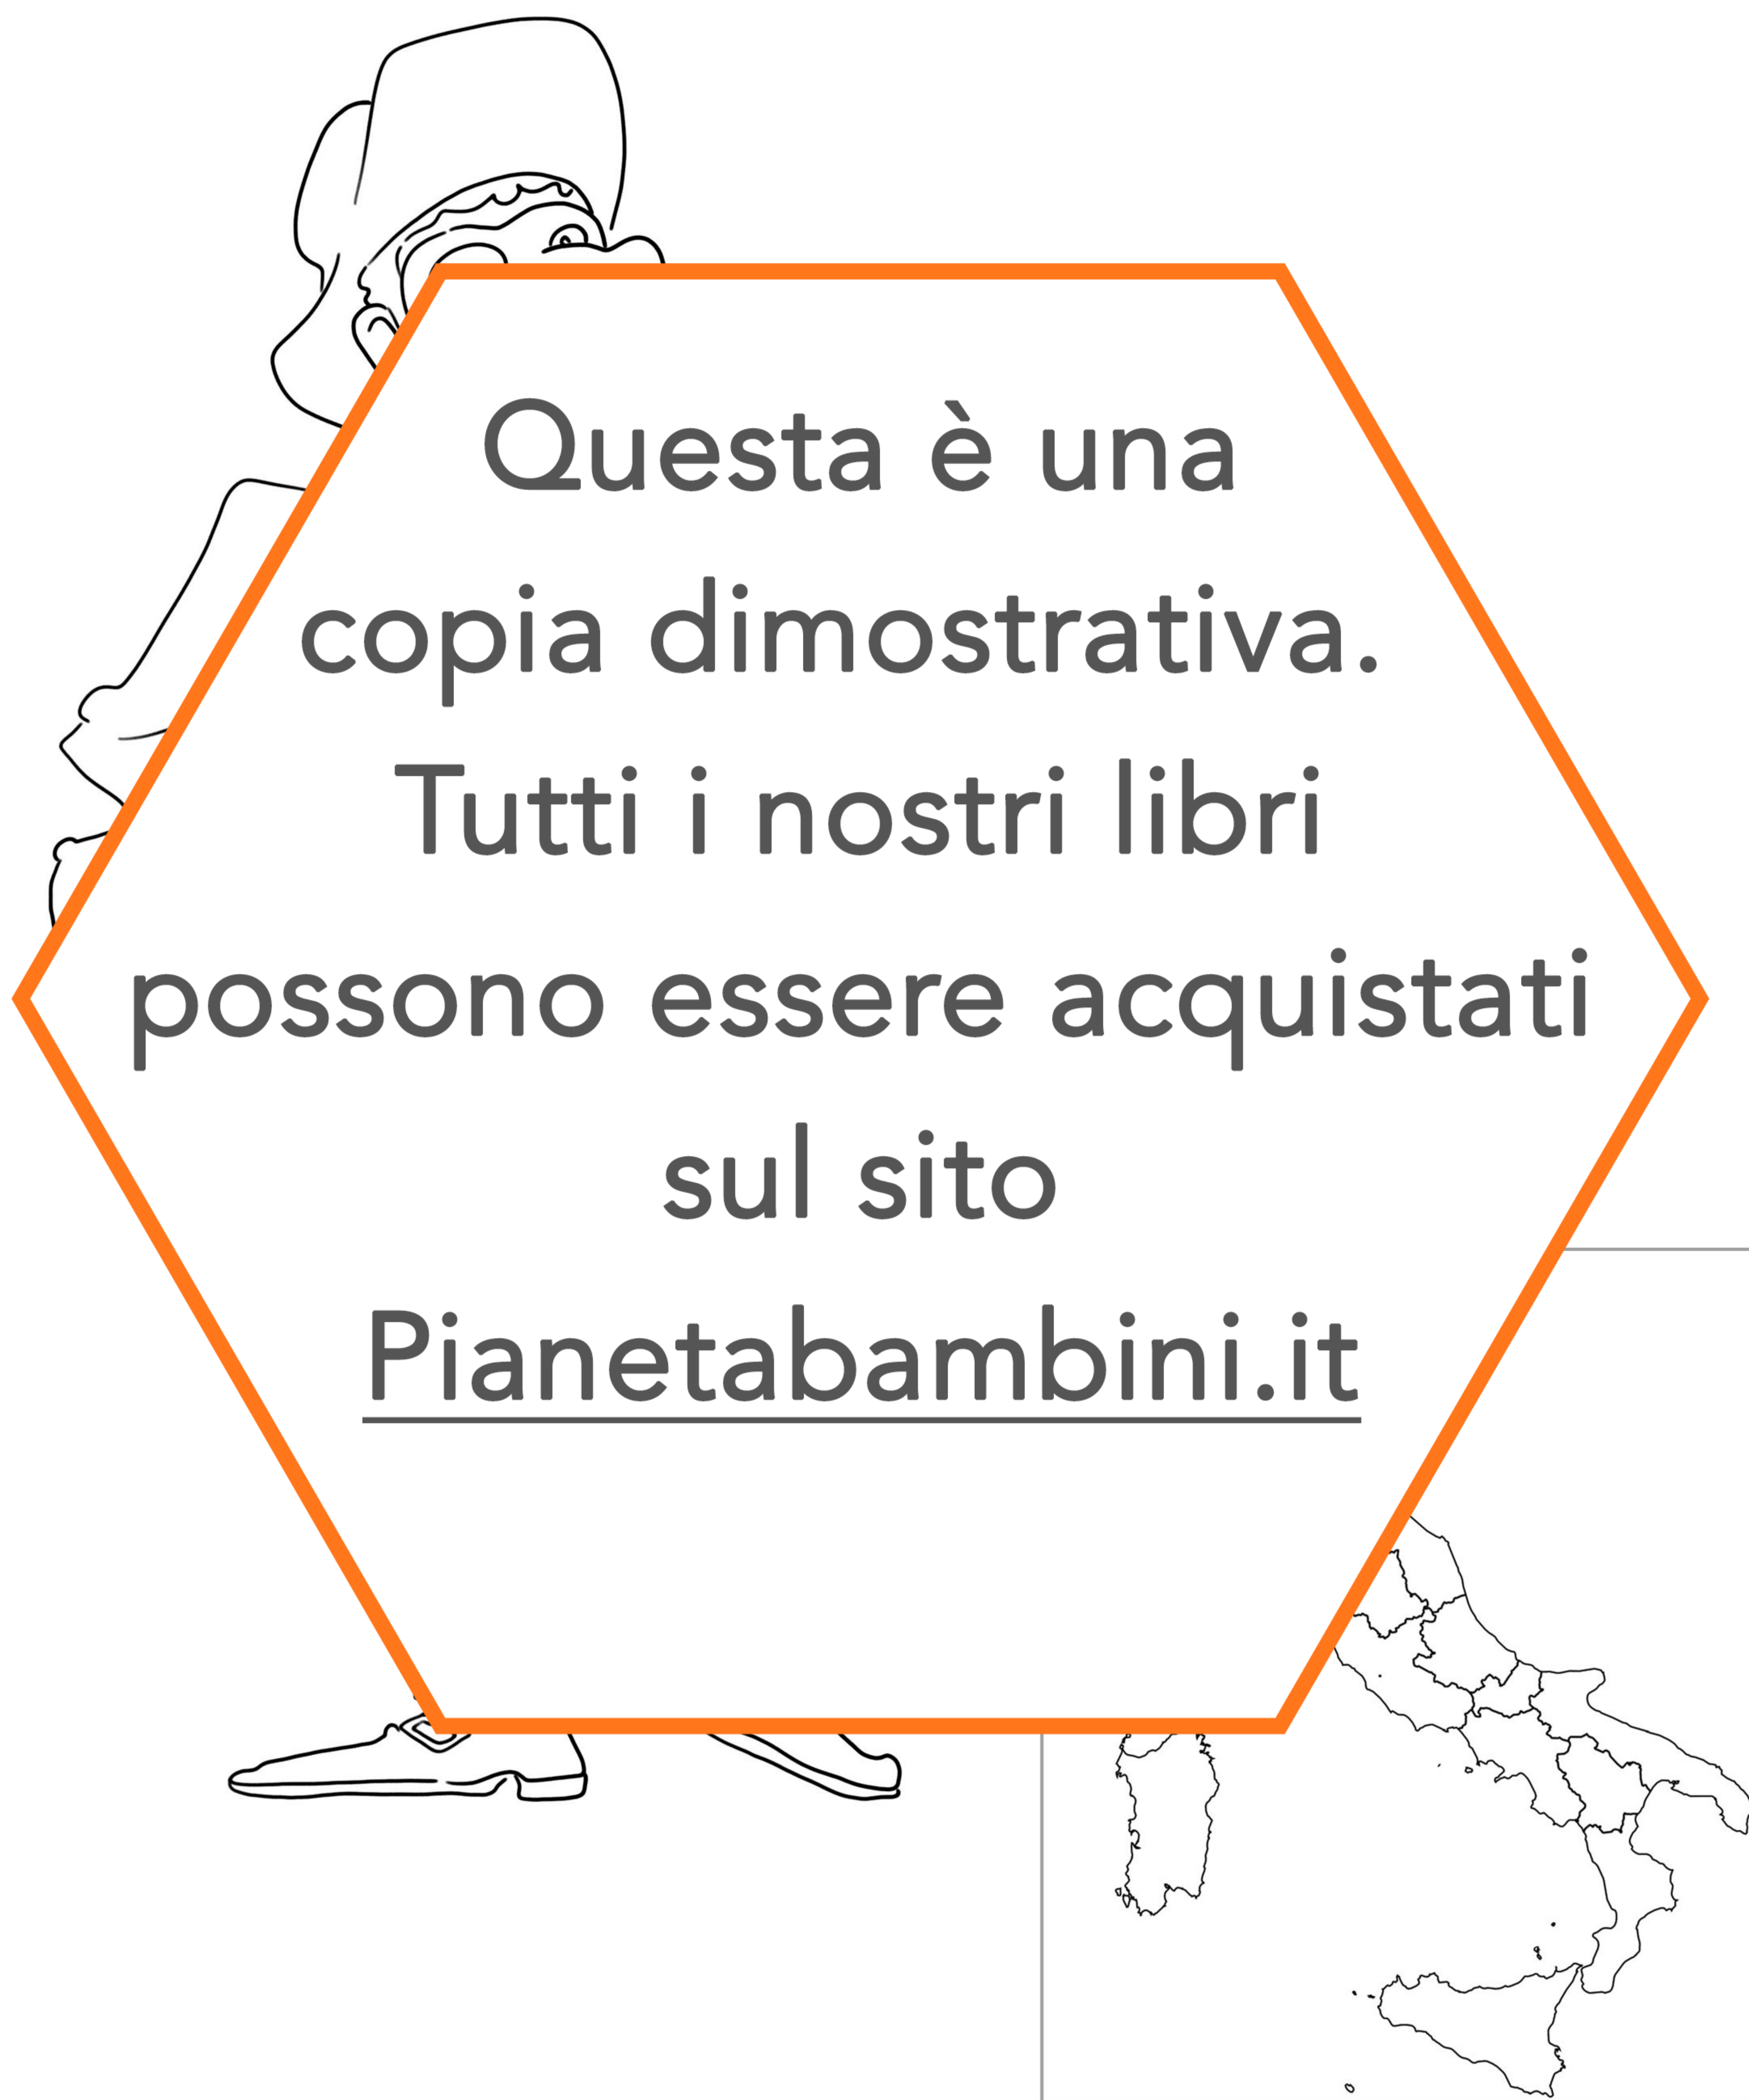 Questa è una
copia dimostrativa.
Tutti i nostri libri
possono essere acquistati
sul sito
Pianetabambini.it